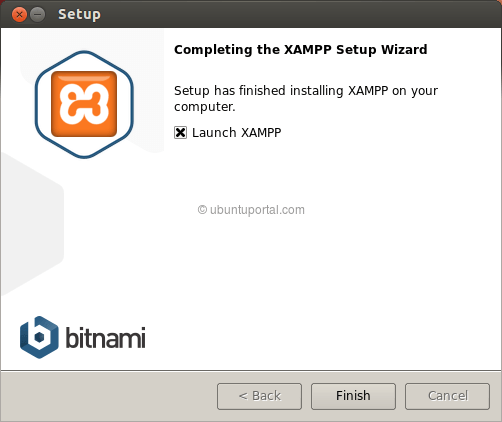 Setup
Completing the XAMPP Setup Wizard
Setup has finished installing XAMPP on your
computer.
Launch XAMPP
© ubuntuportal.com
bitnami
< Back
Finish
Cancel